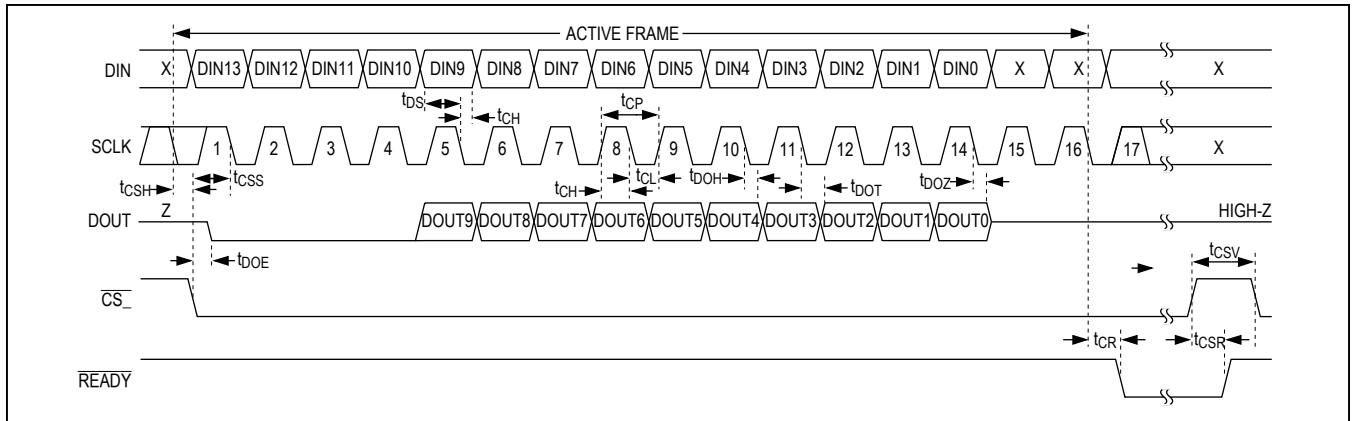 ACTIVE FRAME
DIN X DIN13 DIN12 DIN11 DIN10 DIN9 DIN8 DIN7 DIN6 DIN5 DIN4 DIN3 DIN2 DIN1 DIN0 X X X
tDS tCH tCP
SCLK 1 2 3 4 5 6 7 8 9 10 11 12 13 14 15 16 17 X
tCSH tCSS tCH tCL tDOH tDOT tDOZ
DOUT Z DOUT9 DOUT8 DOUT7 DOUT6 DOUT5 DOUT4 DOUT3 DOUT2 DOUT1 DOUT0 HIGH-Z
tDOE tCSV
CS_
tCR tCSR
READY